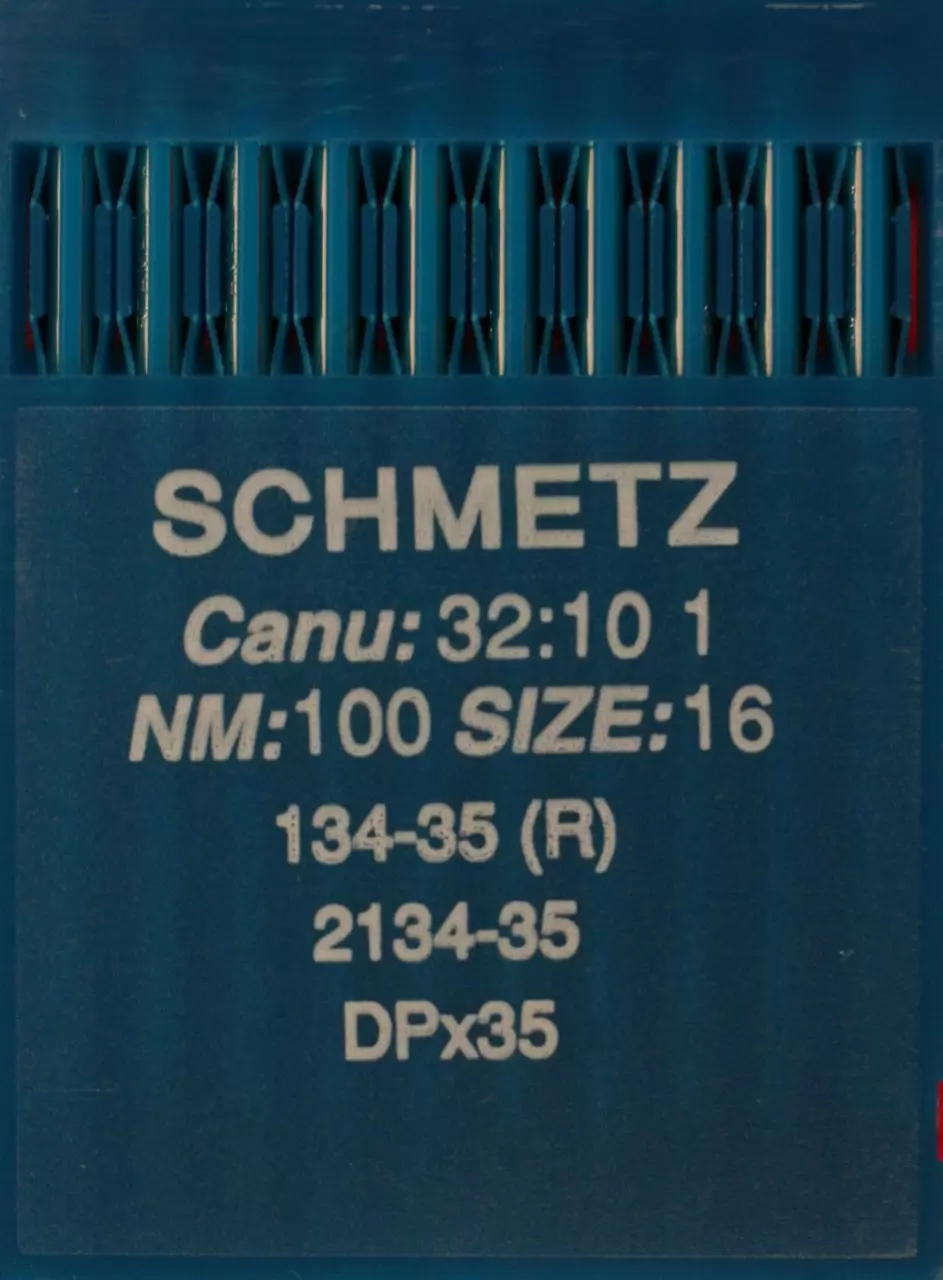 SCHMETZ
Canu: 32:10 1
NM:100 SIZE:16
134-35 (R)
2134-35
DPx35